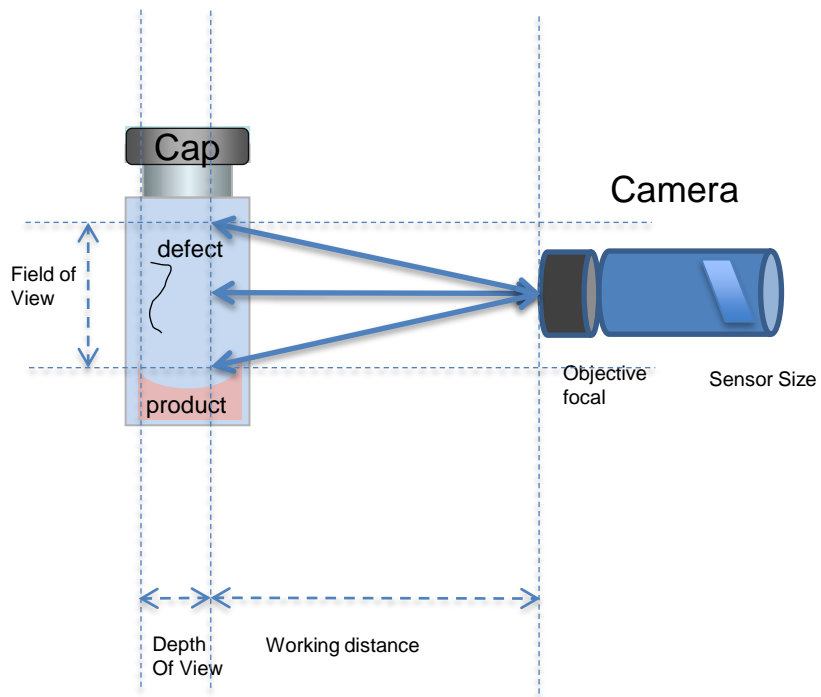 Cap
Camera
defect
Field of
View
product
Objective
focal
Sensor Size
Depth
Of View
Working distance